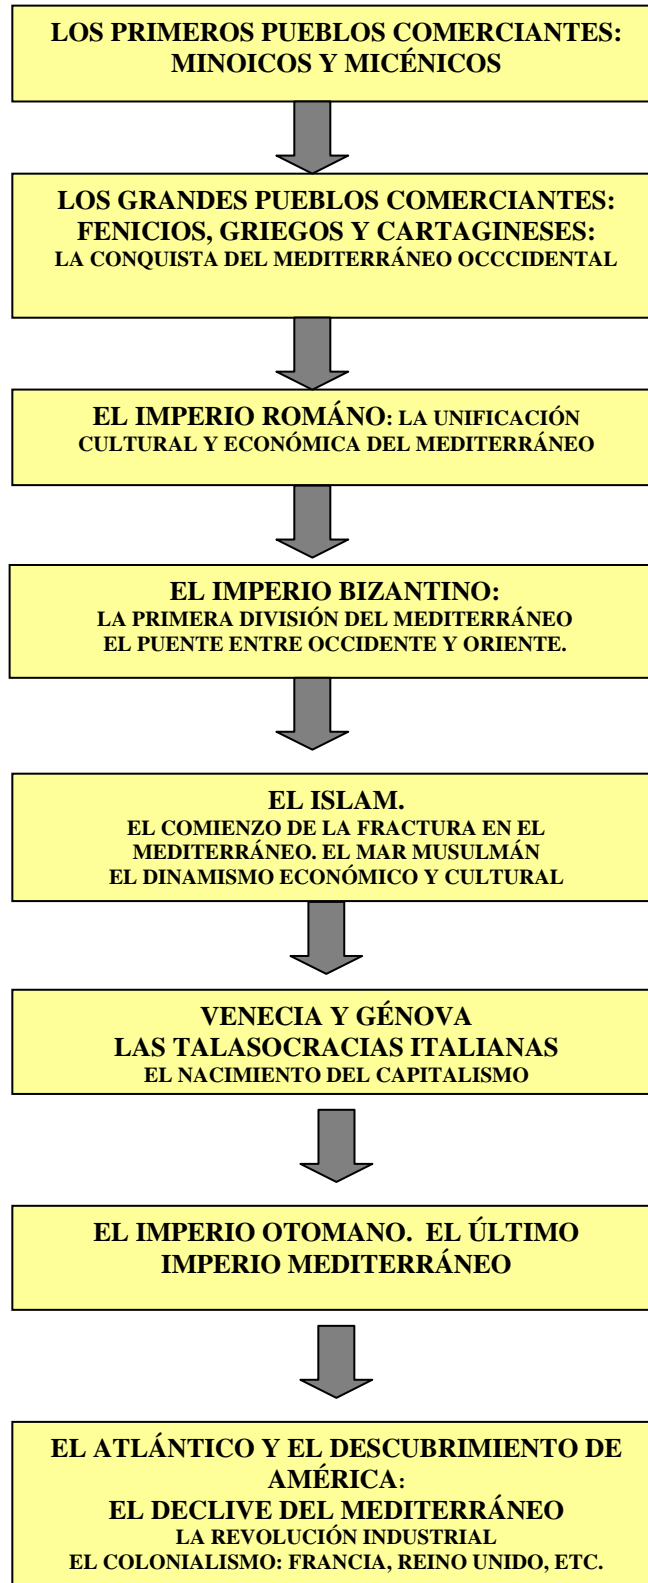 LOS PRIMEROS PUEBLOS COMERCIANTES:
MINOICOS Y MICÉNICOS
LOS GRANDES PUEBLOS COMERCIANTES:
FENICIOS, GRIEGOS Y CARTAGINESES:
LA CONQUISTA DEL MEDITERRÁNEO OCCCIDENTAL
EL IMPERIO ROMÁNO: LA UNIFICACIÓN
CULTURAL Y ECONÓMICA DEL MEDITERRÁNEO
EL IMPERIO BIZANTINO:
LA PRIMERA DIVISIÓN DEL MEDITERRÁNEO
EL PUENTE ENTRE OCCIDENTE Y ORIENTE.
EL ISLAM.
EL COMIENZO DE LA FRACTURA EN EL
MEDITERRÁNEO. EL MAR MUSULMÁN
EL DINAMISMO ECONÓMICO Y CULTURAL
VENECIA Y GÉNOVA
LAS TALASOCRACIAS ITALIANAS
EL NACIMIENTO DEL CAPITALISMO
EL IMPERIO OTOMANO. EL ÚLTIMO
IMPERIO MEDITERRÁNEO
EL ATLÁNTICO Y EL DESCUBRIMIENTO DE
AMÉRICA:
EL DECLIVE DEL MEDITERRÁNEO
LA REVOLUCIÓN INDUSTRIAL
EL COLONIALISMO: FRANCIA, REINO UNIDO, ETC.